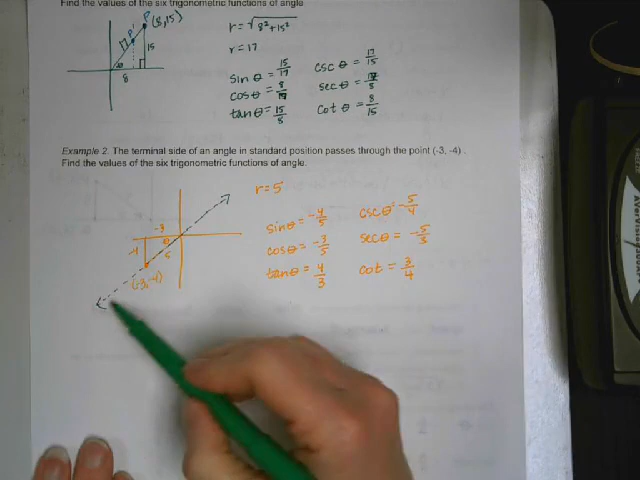 Find the values of the six trigonometric functions of angle
P' P (8,15)
r = √8²+15²
15
r = 17
θ
8
sin θ = 15/17 csc θ = 17/15
cos θ = 8/17 sec θ = 17/8
tan θ = 15/8 cot θ = 8/15
Example 2. The terminal side of an angle in standard position passes through the point (-3, -4) .
Find the values of the six trigonometric functions of angle.
r = 5
-3
-4
θ
5
(-3,-4)
sin θ = -4/5 csc θ = -5/4
cos θ = -3/5 sec θ = -5/3
tan θ = 4/3 cot = 3/4